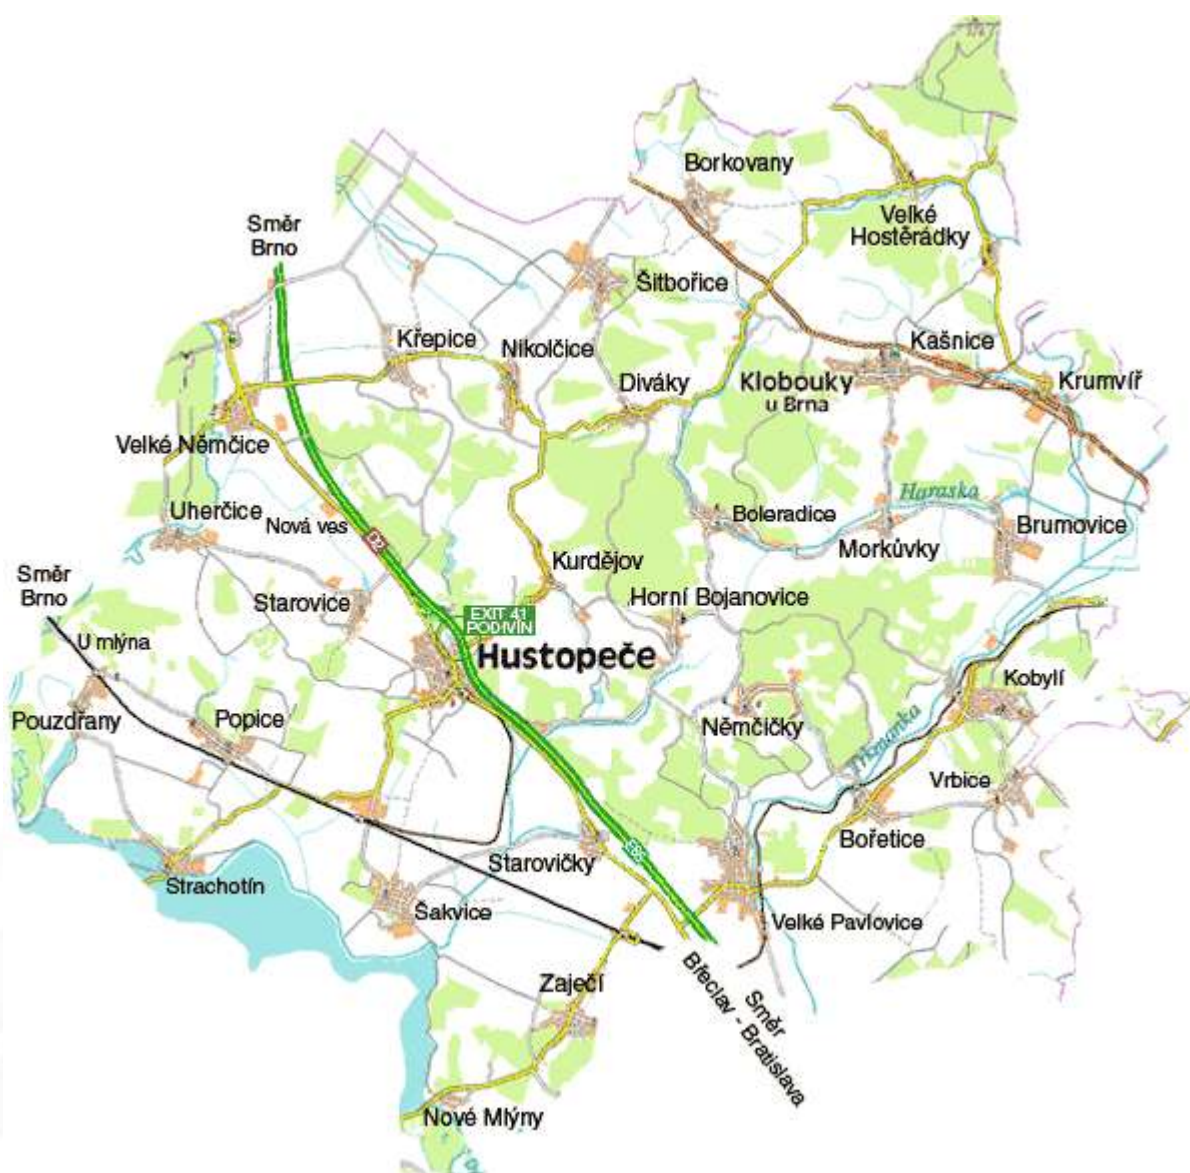 Borkovany
Velké
Hostěrádky
Směr
Brno
Šitbořice
Křepice
Nikolčice
Kašnice
Diváky
Klobouky
u Brna
Krumvíř
Velké Němčice
Haraska
Uherčice
Nová ves
D2
Boleradice
Morkůvky
Brumovice
Kurdějov
Směr
Brno
Starovice
Horní Bojanovice
EXIT 41
PODIVÍN
U mlýna
Hustopeče
Kobylí
Pouzdřany
Popice
Němčičky
Trkmanka
Vrbice
Bořetice
E65
Starovičky
Strachotín
Šakvice
Velké Pavlovice
Zaječí
Směr
Břeclav - Bratislava
Nové Mlýny